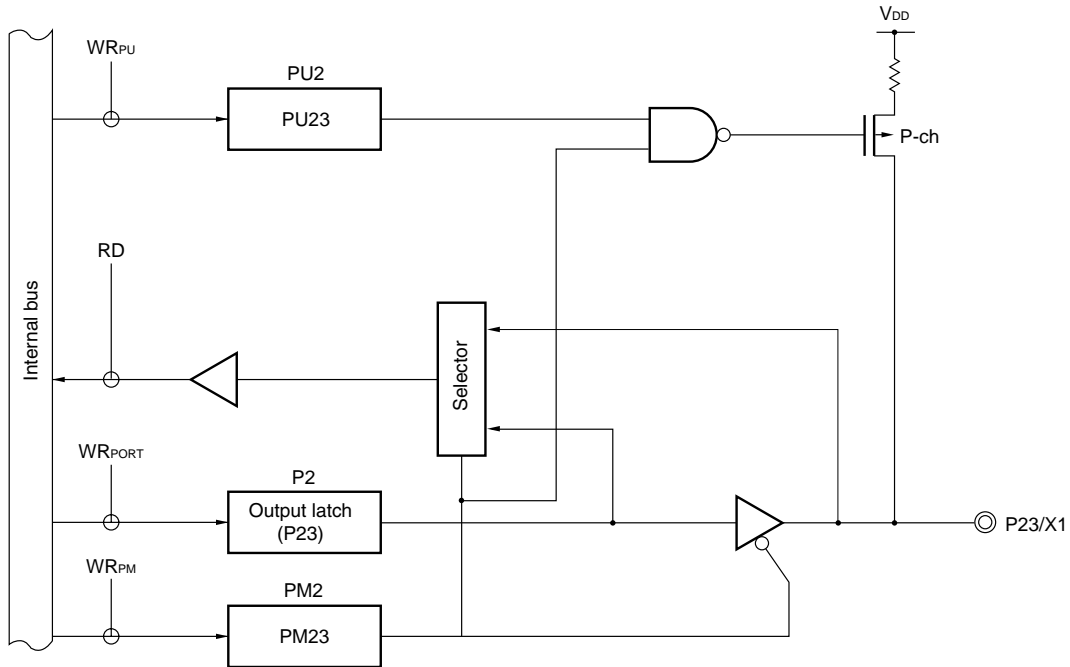 VDD
WRPU
PU2
PU23
P-ch
RD
Internal bus
Selector
WRPORT
P2
Output latch
(P23)
P23/X1
WRPM
PM2
PM23